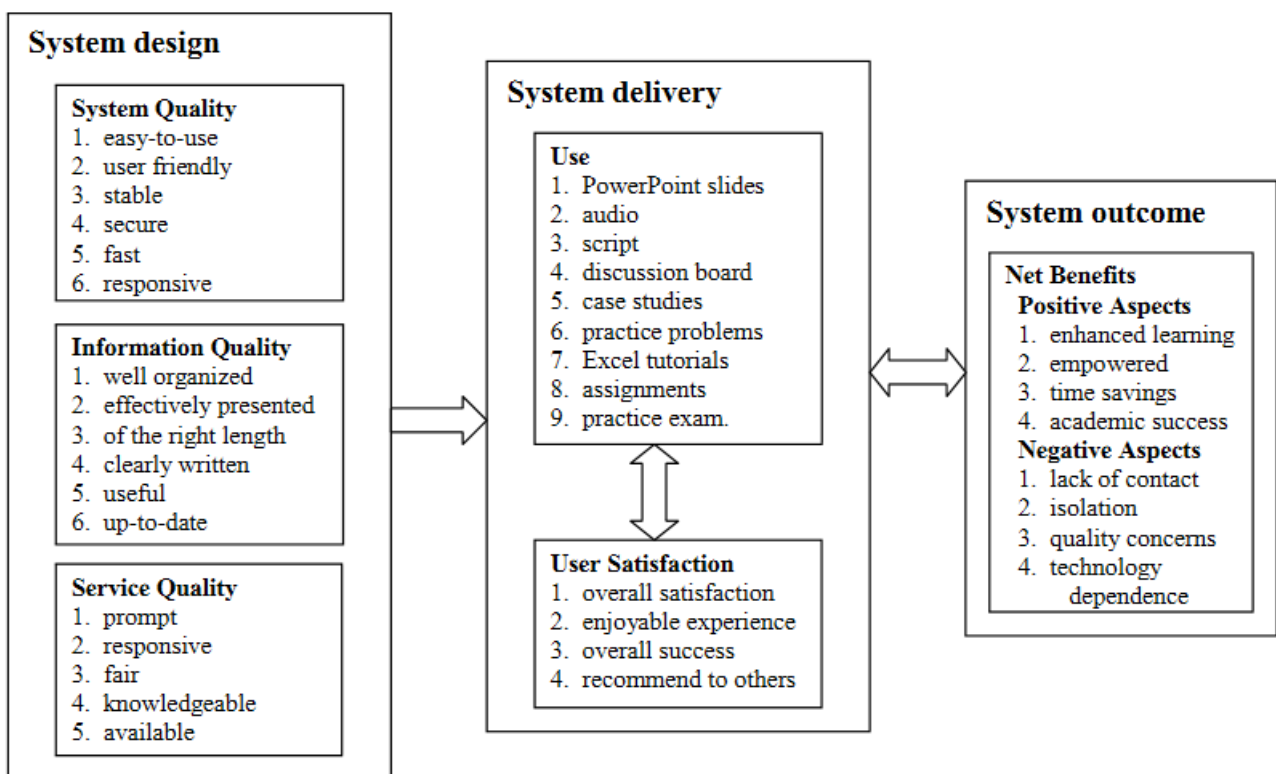 System design
System Quality
1. easy-to-use
2. user friendly
3. stable
4. secure
5. fast
6. responsive
Information Quality
1. well organized
2. effectively presented
3. of the right length
4. clearly written
5. useful
6. up-to-date
Service Quality
1. prompt
2. responsive
3. fair
4. knowledgeable
5. available
System delivery
Use
1. PowerPoint slides
2. audio
3. script
4. discussion board
5. case studies
6. practice problems
7. Excel tutorials
8. assignments
9. practice exam.
User Satisfaction
1. overall satisfaction
2. enjoyable experience
3. overall success
4. recommend to others
System outcome
Net Benefits
Positive Aspects
1. enhanced learning
2. empowered
3. time savings
4. academic success
Negative Aspects
1. lack of contact
2. isolation
3. quality concerns
4. technology
dependence